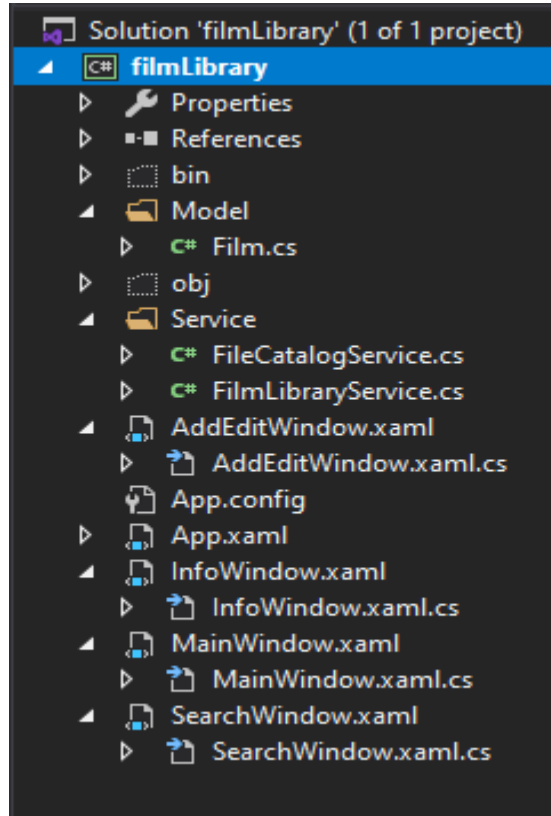 Solution 'filmLibrary' (1 of 1 project)
C# filmLibrary
Properties
References
bin
Model
C# Film.cs
obj
Service
C# FileCatalogService.cs
C# FilmLibraryService.cs
AddEditWindow.xaml
AddEditWindow.xaml.cs
App.config
App.xaml
InfoWindow.xaml
InfoWindow.xaml.cs
MainWindow.xaml
MainWindow.xaml.cs
SearchWindow.xaml
SearchWindow.xaml.cs